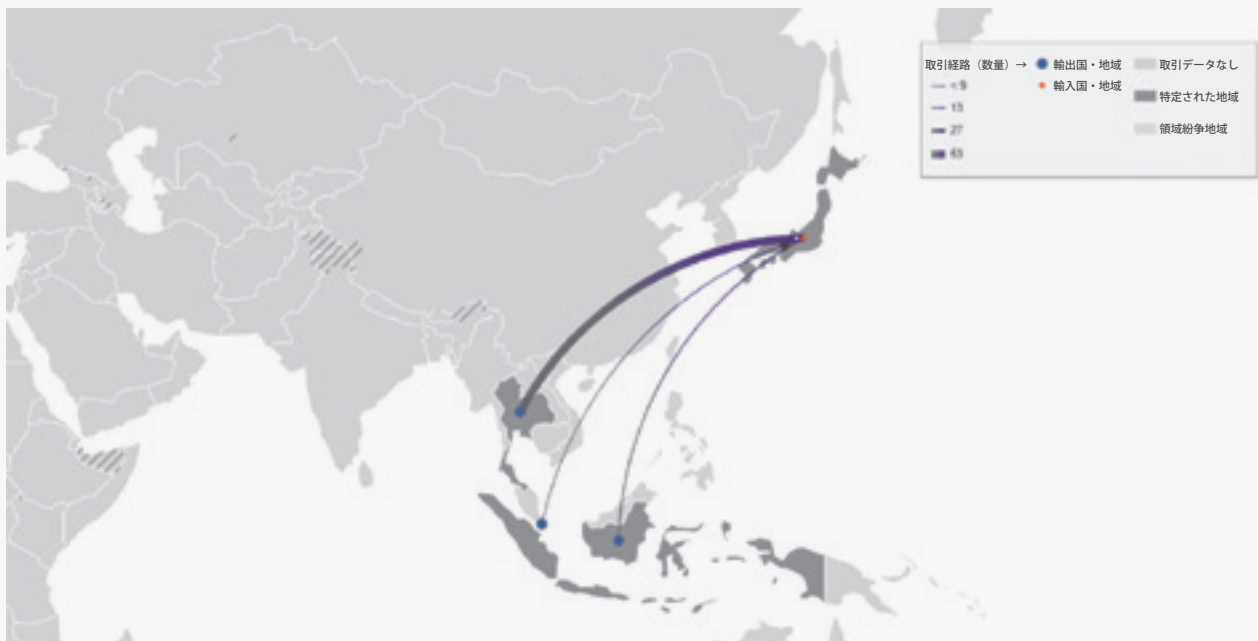 取引経路（数量）→
< 9
13
27
63
輸出国・地域
輸入国・地域
取引データなし
特定された地域
領域紛争地域